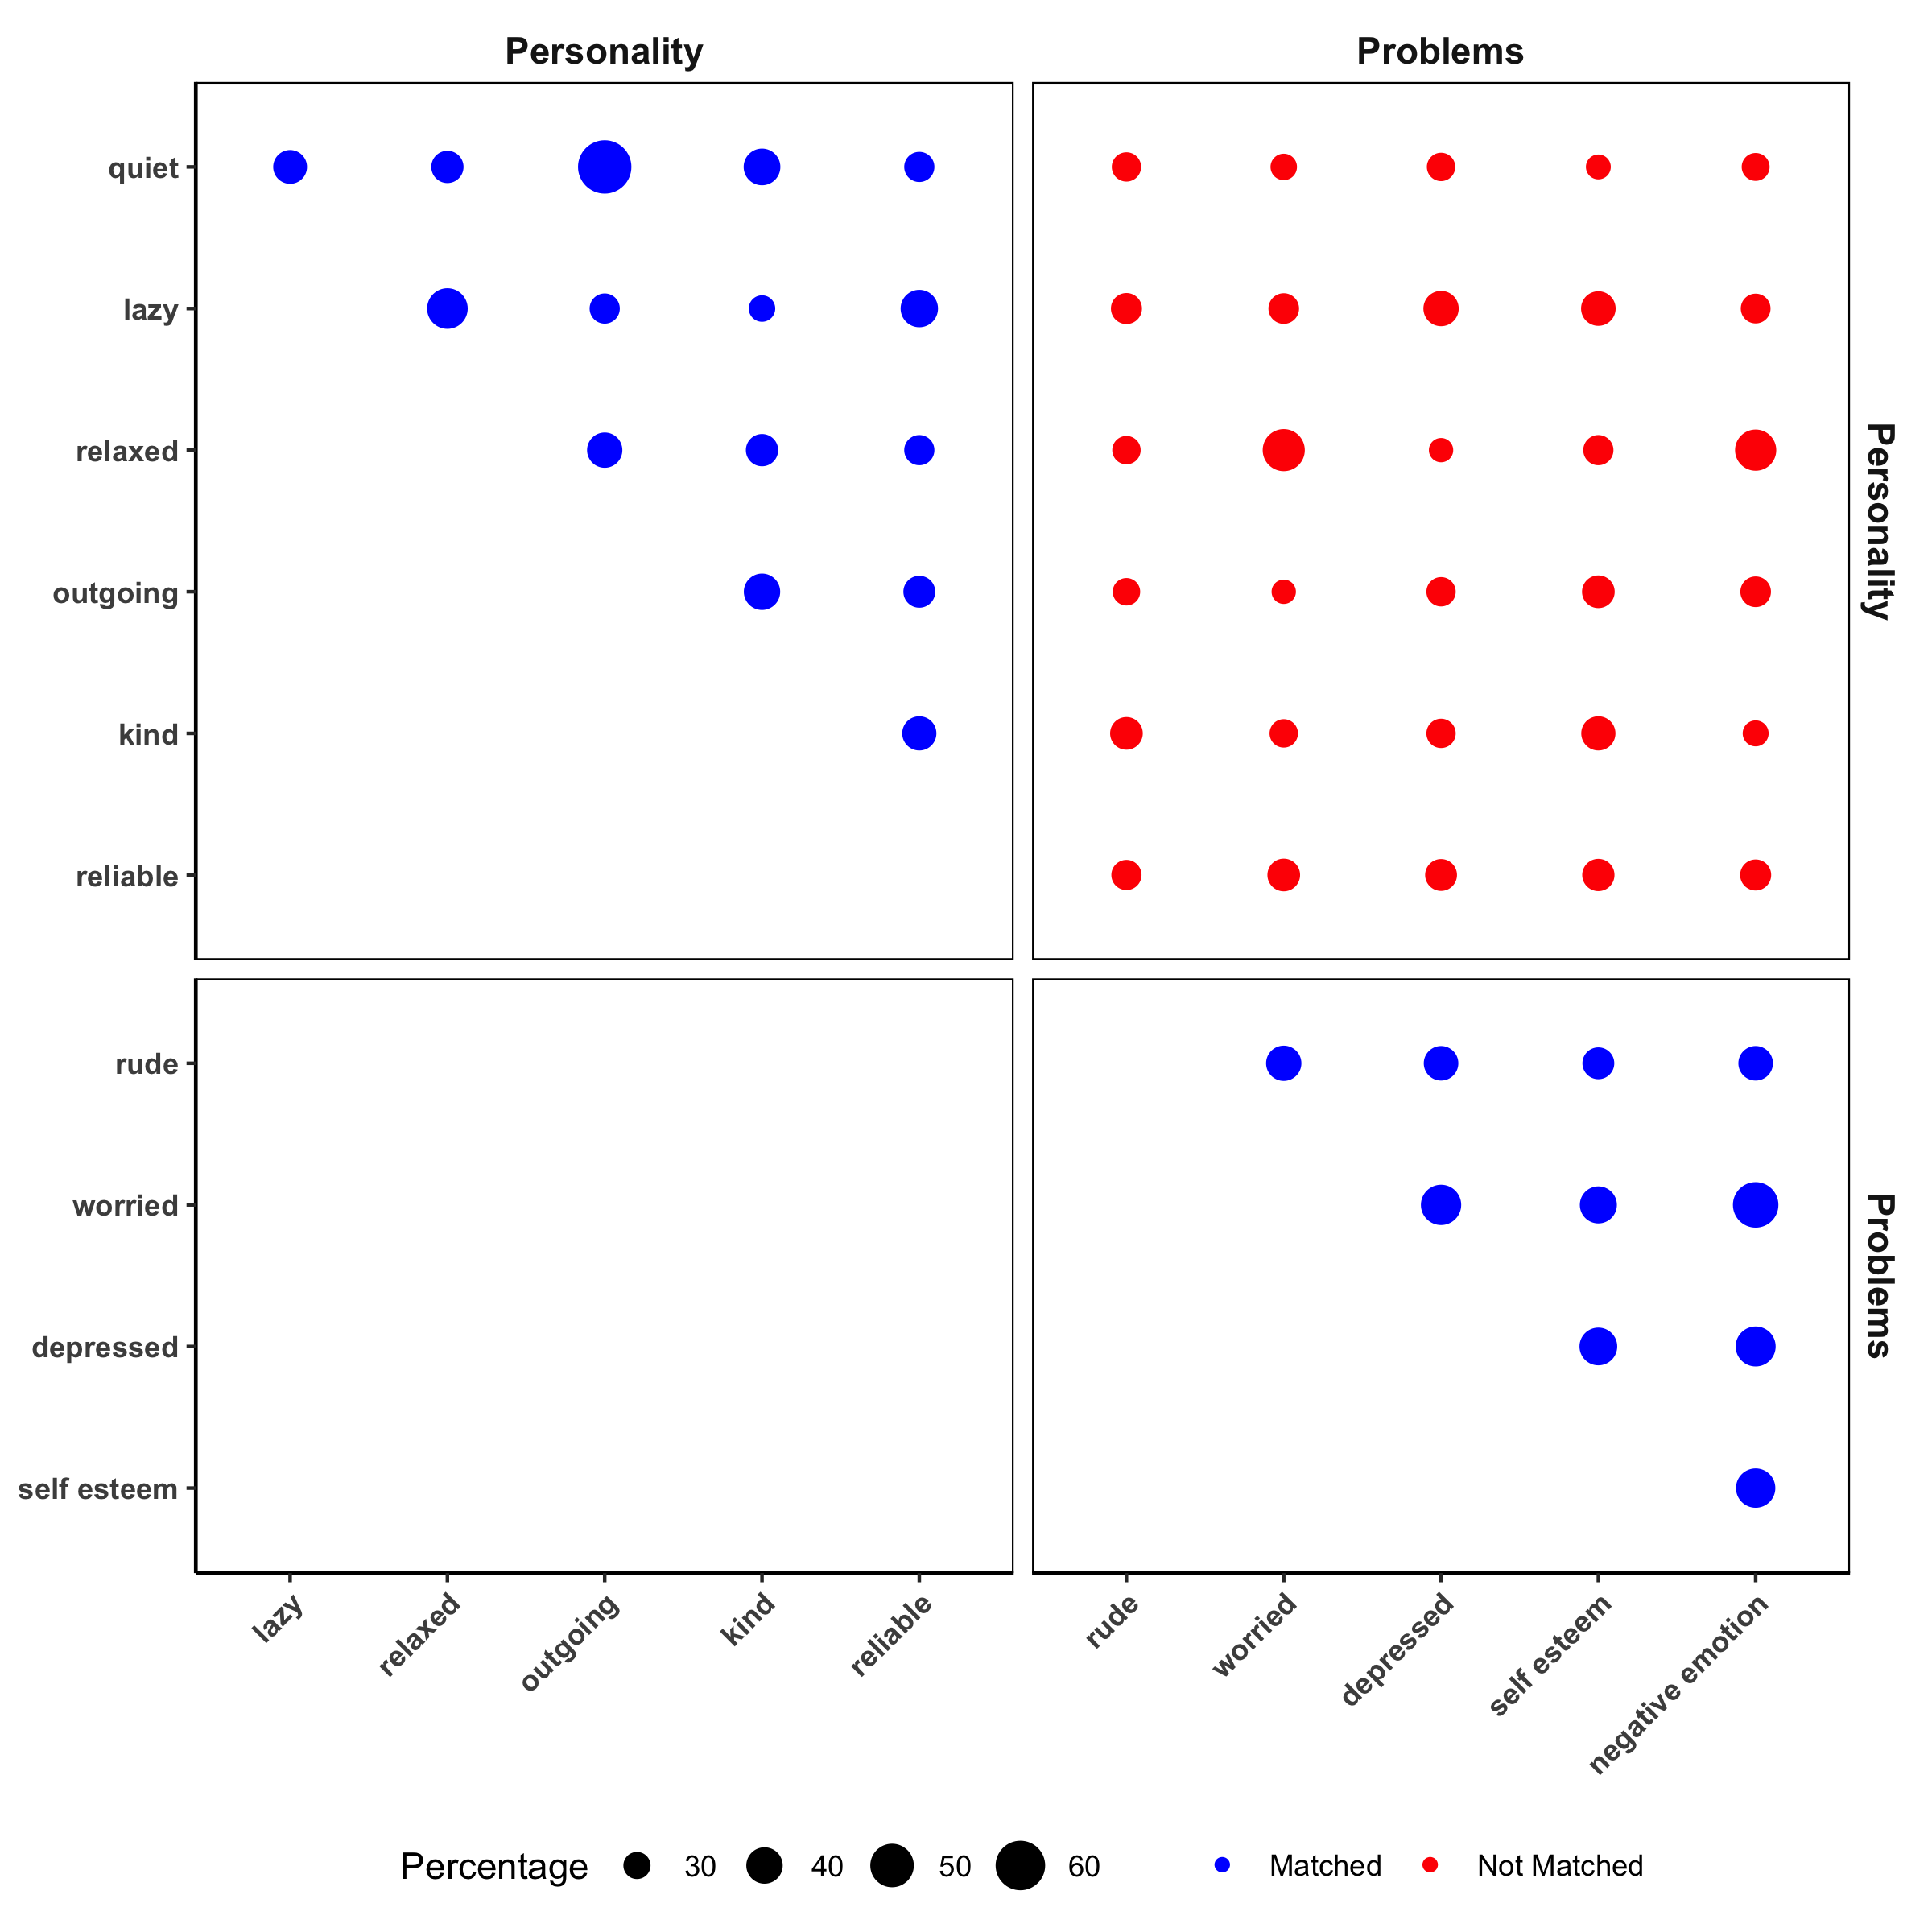 Personality
Problems
quiet
lazy
relaxed
outgoing
kind
reliable
Personality
rude
worried
depressed
self esteem
Problems
lazy
relaxed
outgoing
kind
reliable
rude
worried
depressed
self esteem
negative emotion
Percentage 30 40 50 60 Matched Not Matched